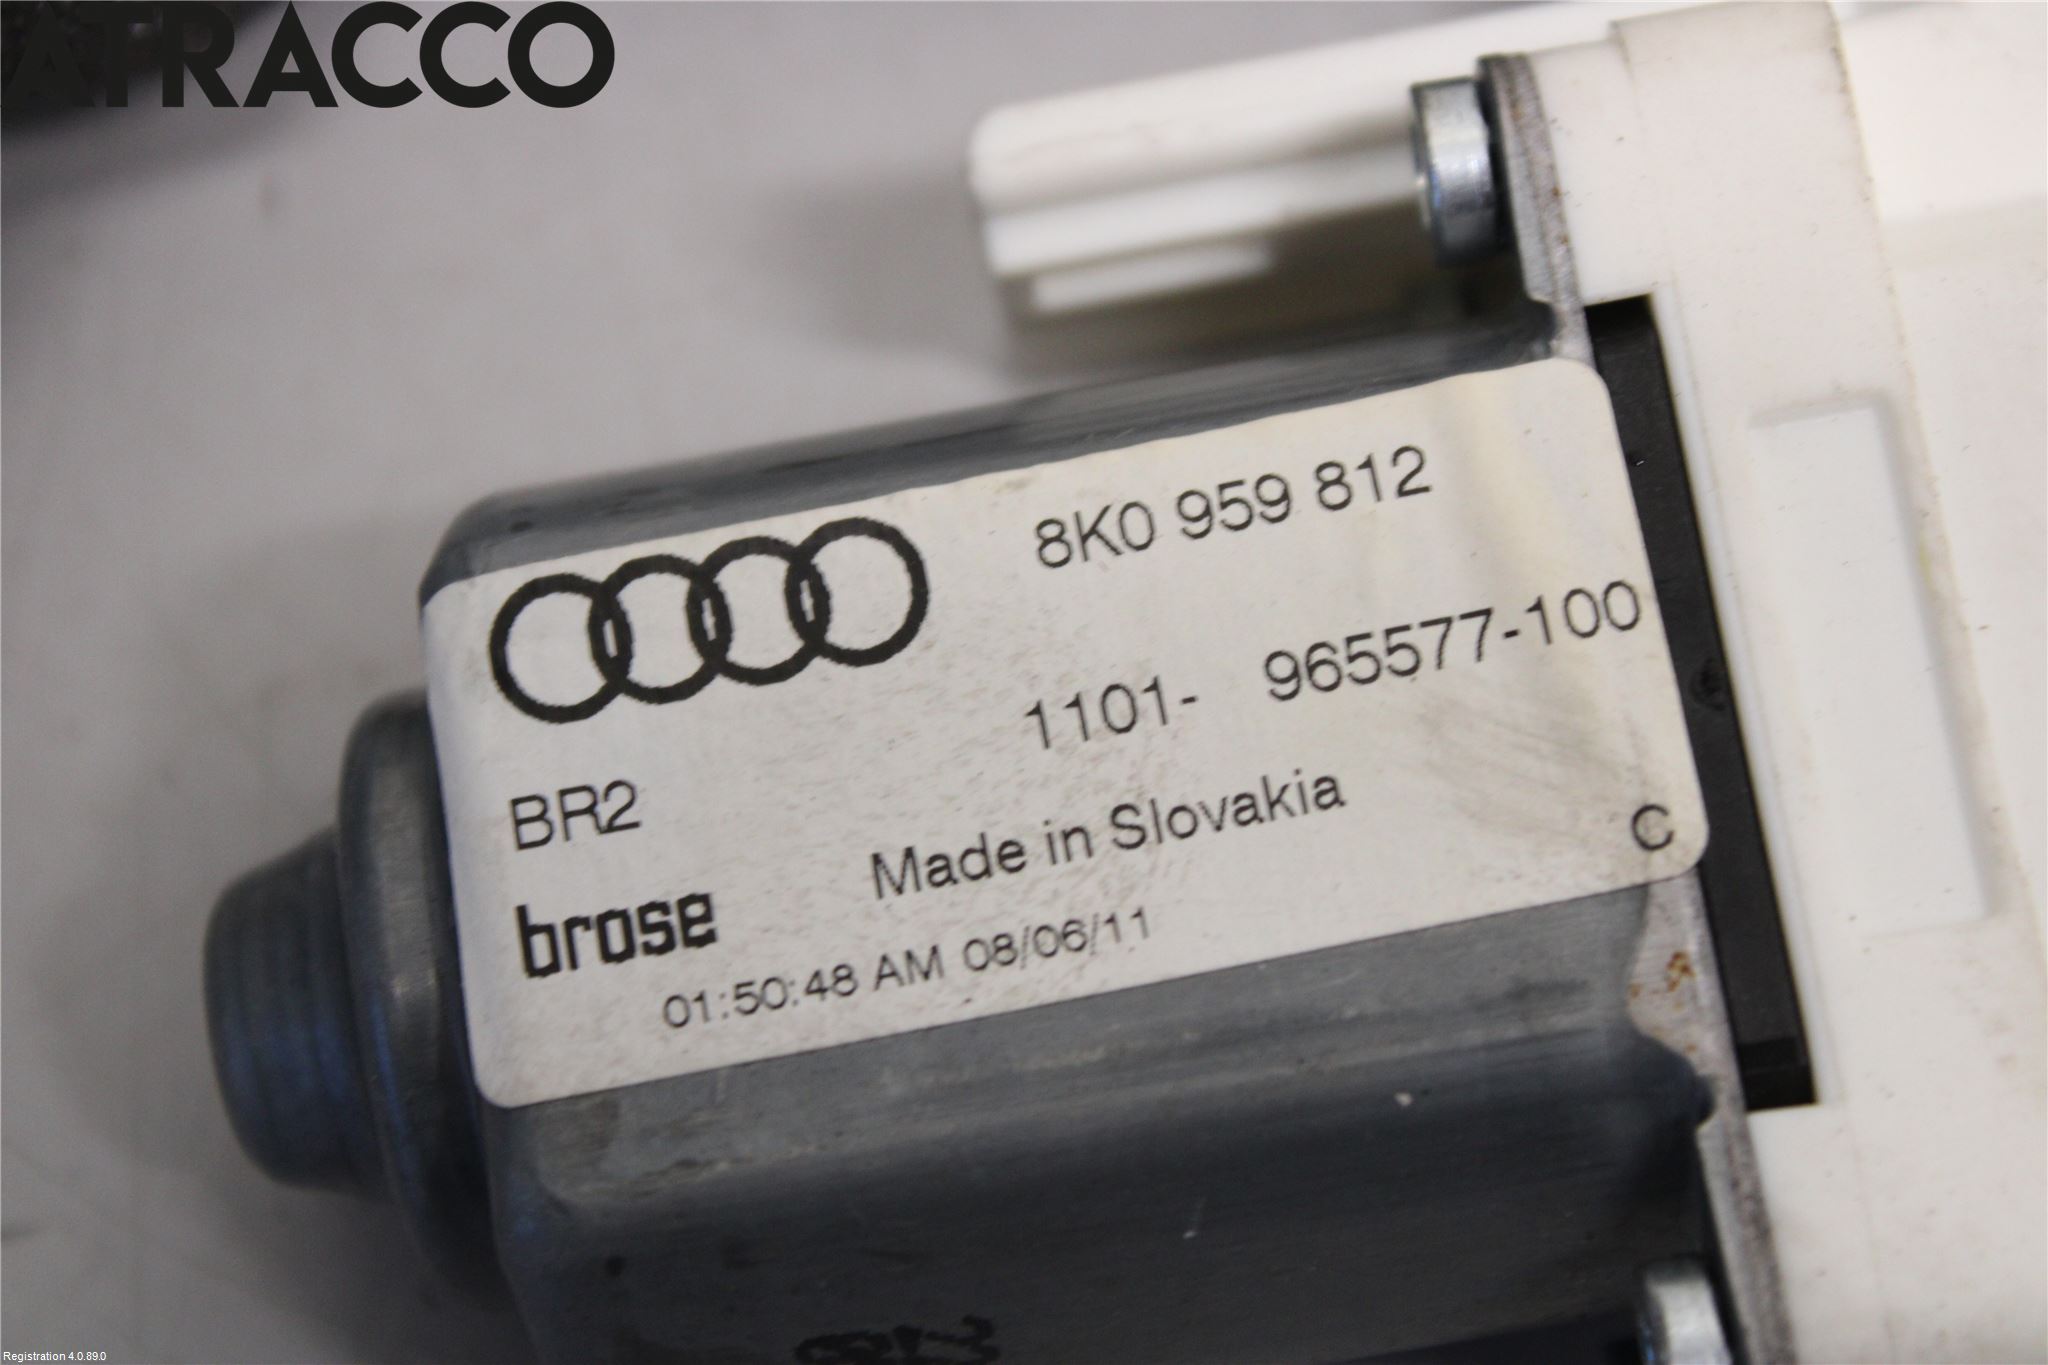 ATRACCO
8K0 959 812
1101- 965577-100
BR2
Made in Slovakia
C
brose
01:50:48 AM 08/06/11
Registration 4.0.89.0